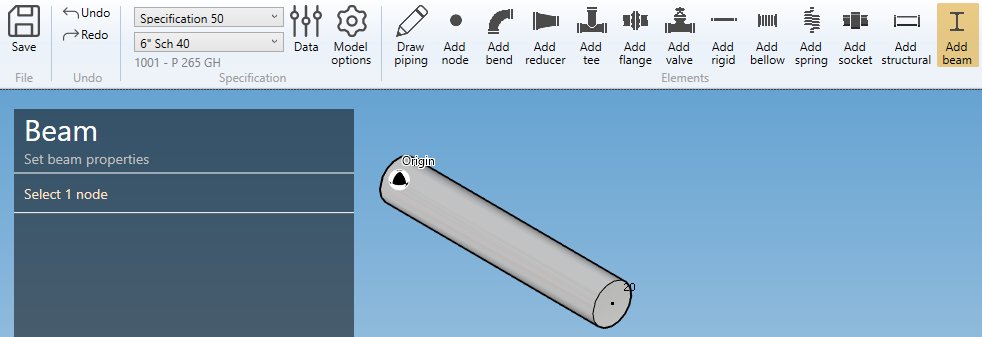 Save
Undo
Redo
File
Undo
Specification 50
6" Sch 40
1001 - P 265 GH
Data
Model
options
Specification
Draw
piping
Add
node
Add
bend
Add
reducer
Add
tee
Add
flange
Add
valve
Add
rigid
Add
bellow
Add
spring
Add
socket
Add
structural
Add
beam
Elements
Beam
Set beam properties
Select 1 node
Origin
20